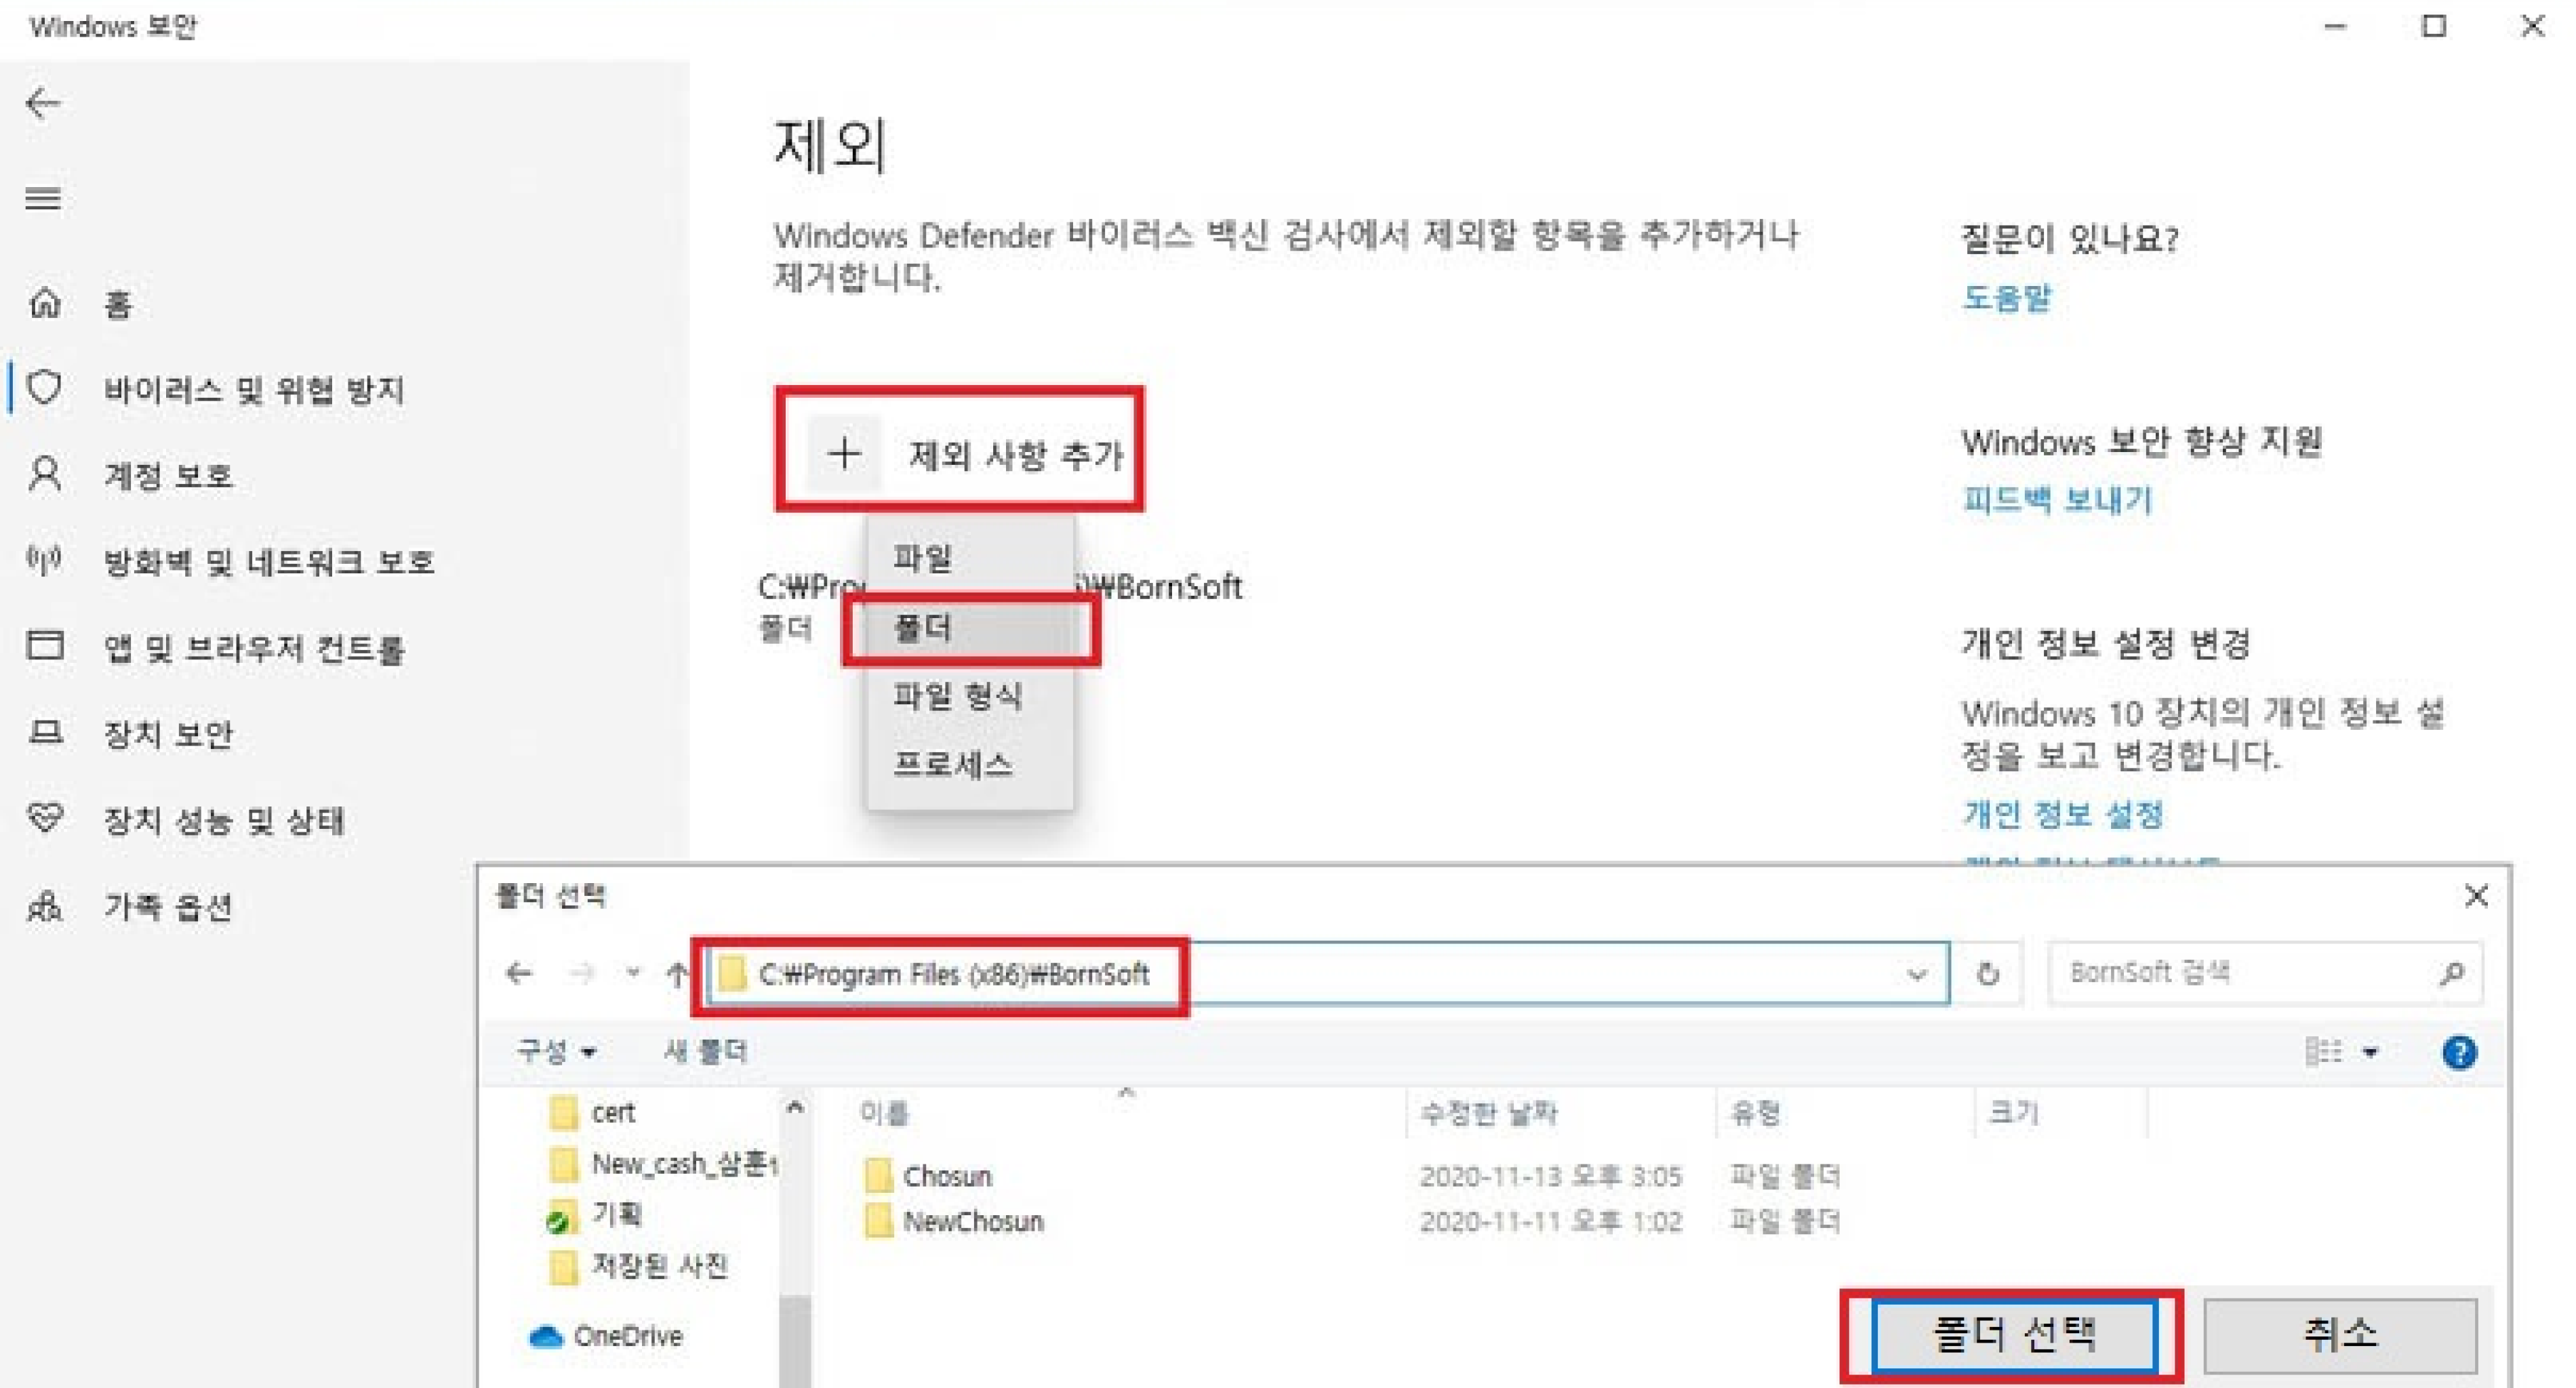 Windows 보안
제외
Windows Defender 바이러스 백신 검사에서 제외할 항목을 추가하거나
제거합니다.
홈
바이러스 및 위협 방지
계정 보호
방화벽 및 네트워크 보호
앱 및 브라우저 컨트롤
장치 보안
장치 성능 및 상태
가족 옵션
제외 사항 추가
파일
폴더
파일 형식
프로세스
C:₩Pro )₩BornSoft
폴더
질문이 있나요?
도움말
Windows 보안 향상 지원
피드백 보내기
개인 정보 설정 변경
Windows 10 장치의 개인 정보 설
정을 보고 변경합니다.
개인 정보 설정
폴더 선택
C:₩Program Files (x86)₩BornSoft
BornSoft 검색
구성 새 폴더
cert
New_cash_삼훈
기획
저장된 사진
OneDrive
이름 수정한 날짜 유형 크기
Chosun 2020-11-13 오후 3:05 파일 폴더
NewChosun 2020-11-11 오후 1:02 파일 폴더
폴더 선택 취소